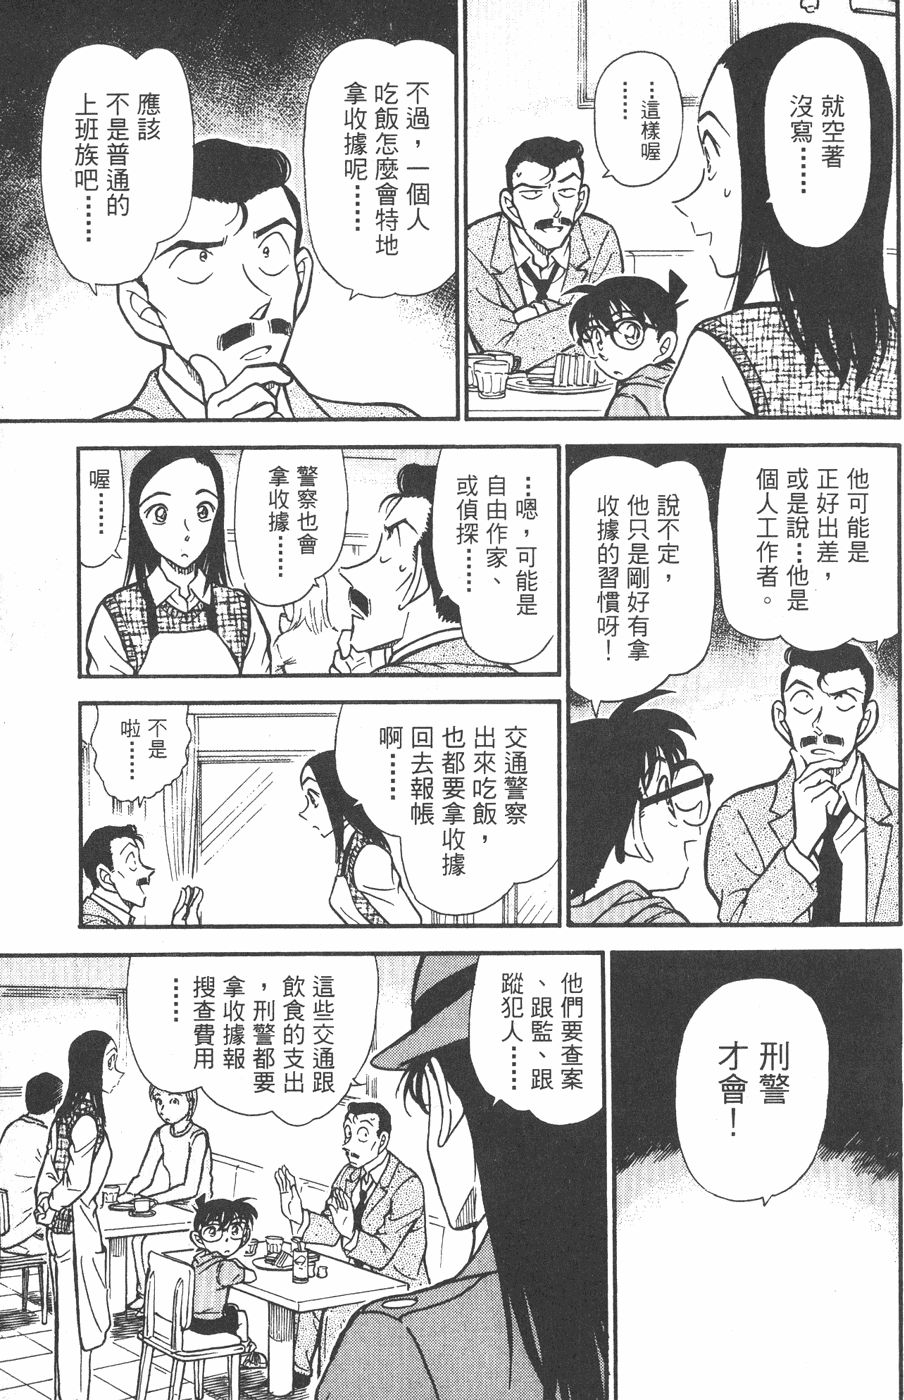 就空著
沒寫……
……這樣喔
………
不過，一個人
吃飯怎麼會特地
拿收據呢……
應該
不是普通的
上班族吧……
他可能是
正好出差，
或是說…他是
個人工作者。
說不定，
他只是剛好有拿
收據的習慣呀！
…嗯，可能是
自由作家、
或偵探……
警察也會
拿收據……
喔……
交通警察
出來吃飯，
也都要拿收據
回去報帳
啊……
不是
啦……
刑警
才會！
他們要查案
、跟監、跟
蹤犯人……
這些交通跟
飲食的支出
，刑警都要
拿收據報
搜查費用
……